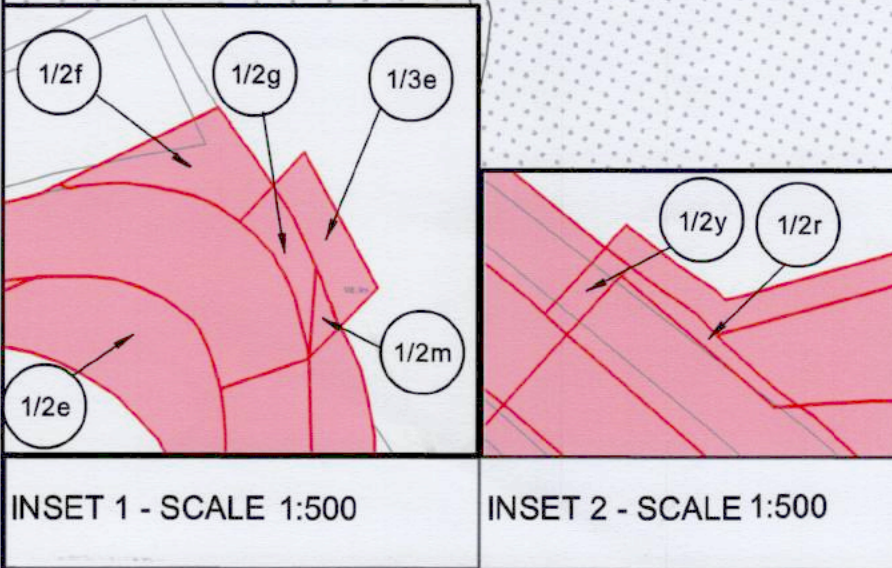 1/2f
1/2g
1/3e
1/2m
1/2e
INSET 1 - SCALE 1:500
1/2y
1/2r
INSET 2 - SCALE 1:500